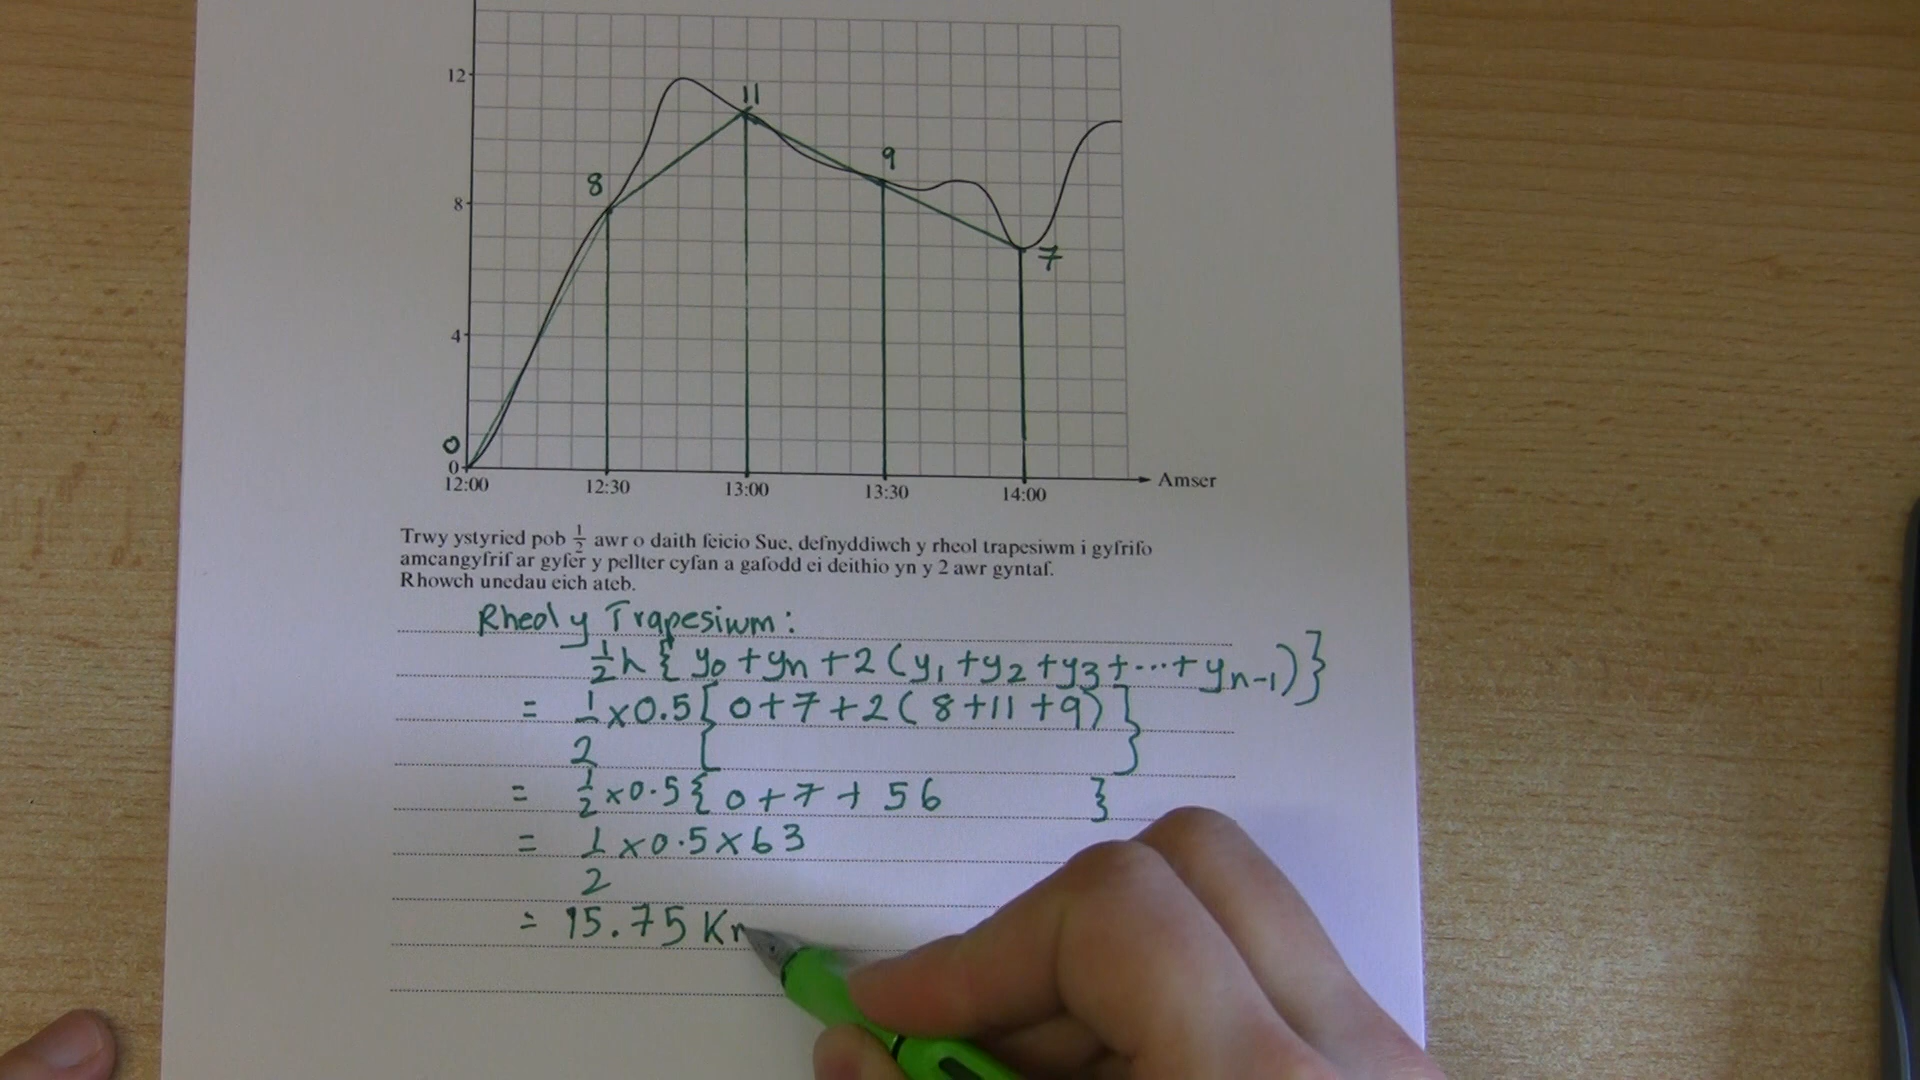 12
11
9
8
8
7
4
0
0
12:00 12:30 13:00 13:30 14:00 Amser
Trwy ystyried pob 1/2 awr o daith feicio Sue, defnyddiwch y rheol trapesiwm i gyfrifo
amcangyfrif ar gyfer y pellter cyfan a gafodd ei deithio yn y 2 awr gyntaf.
Rhowch unedau eich ateb.
Rheol y Trapesiwm:
1/2 h { y₀ + yₙ + 2 ( y₁ + y₂ + y₃ + ... + yₙ₋₁ ) }
= 1/2 × 0.5 { 0 + 7 + 2 ( 8 + 11 + 9 ) }
= 1/2 × 0.5 { 0 + 7 + 56 }
= 1/2 × 0.5 × 63
= 15.75